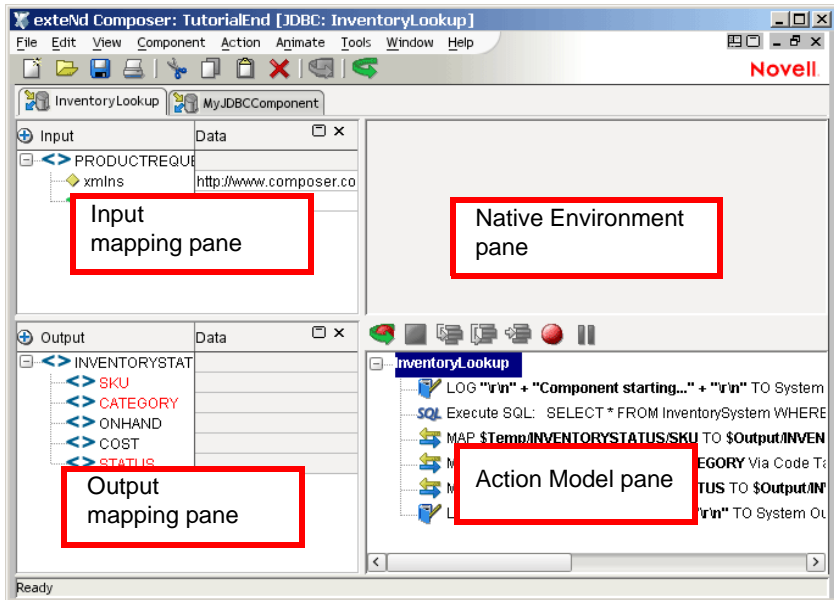 exteNd Composer: TutorialEnd [JDBC: InventoryLookup]
File Edit View Component Action Animate Tools Window Help
Novell.
InventoryLookup MyJDBCComponent
Input Data
PRODUCTREQUE
xmlns http://www.composer.co
Input
mapping pane
Native Environment
pane
Output Data
INVENTORYSTAT
SKU
CATEGORY
ONHAND
COST
STATUS
Output
mapping pane
InventoryLookup
LOG "\r\n" + "Component starting..." + "\r\n" TO System
SQL Execute SQL: SELECT * FROM InventorySystem WHERE
MAP $Temp/INVENTORYSTATUS/SKU TO $Output/INVEN
M EGORY Via Code Ta
M TUS TO $Output/IN
L "\r\n" TO System Ou
Action Model pane
Ready